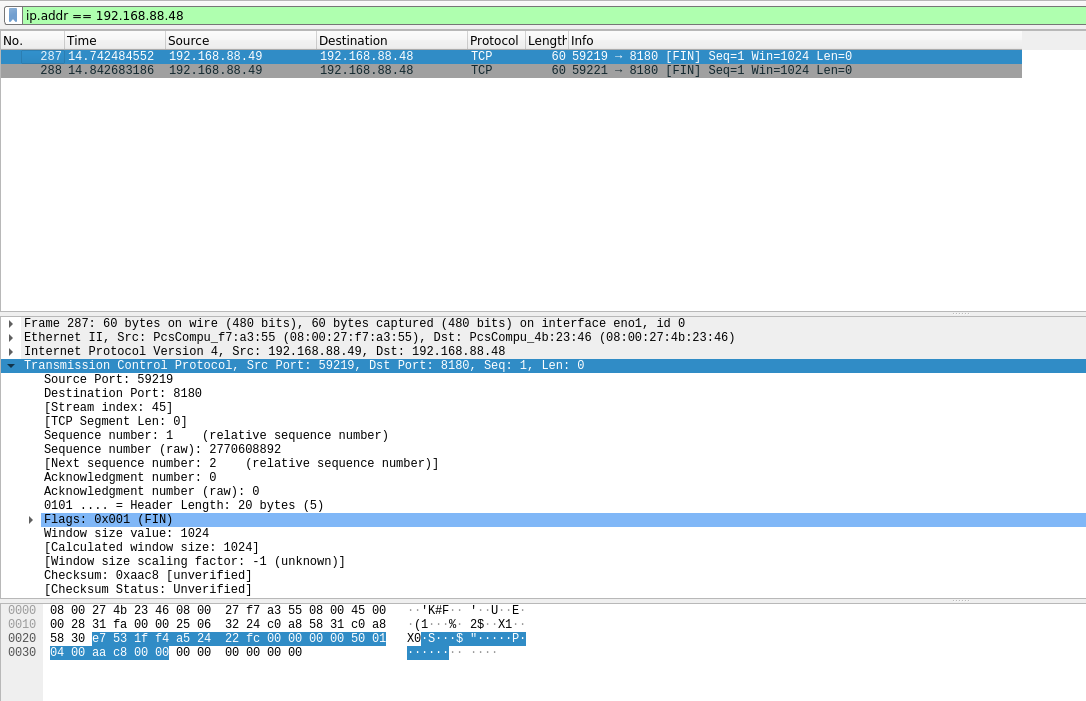 ip.addr == 192.168.88.48
No. Time Source Destination Protocol Length Info
287 14.742484552 192.168.88.49 192.168.88.48 TCP 60 59219 → 8180 [FIN] Seq=1 Win=1024 Len=0
288 14.842683186 192.168.88.49 192.168.88.48 TCP 60 59221 → 8180 [FIN] Seq=1 Win=1024 Len=0
Frame 287: 60 bytes on wire (480 bits), 60 bytes captured (480 bits) on interface eno1, id 0
Ethernet II, Src: PcsCompu_f7:a3:55 (08:00:27:f7:a3:55), Dst: PcsCompu_4b:23:46 (08:00:27:4b:23:46)
Internet Protocol Version 4, Src: 192.168.88.49, Dst: 192.168.88.48
Transmission Control Protocol, Src Port: 59219, Dst Port: 8180, Seq: 1, Len: 0
Source Port: 59219
Destination Port: 8180
[Stream index: 45]
[TCP Segment Len: 0]
Sequence number: 1    (relative sequence number)
Sequence number (raw): 2770608892
[Next sequence number: 2    (relative sequence number)]
Acknowledgment number: 0
Acknowledgment number (raw): 0
0101 .... = Header Length: 20 bytes (5)
Flags: 0x001 (FIN)
Window size value: 1024
[Calculated window size: 1024]
[Window size scaling factor: -1 (unknown)]
Checksum: 0xaac8 [unverified]
[Checksum Status: Unverified]
0000 08 00 27 4b 23 46 08 00 27 f7 a3 55 08 00 45 00 ··'K#F·· '··U··E·
0010 00 28 31 fa 00 00 25 06 32 24 c0 a8 58 31 c0 a8 ·(1···%· 2$··X1··
0020 58 30 e7 53 1f f4 a5 24 22 fc 00 00 00 00 50 01 X0·S···$ "·····P·
0030 04 00 aa c8 00 00 00 00 00 00 00 00 ········ ····